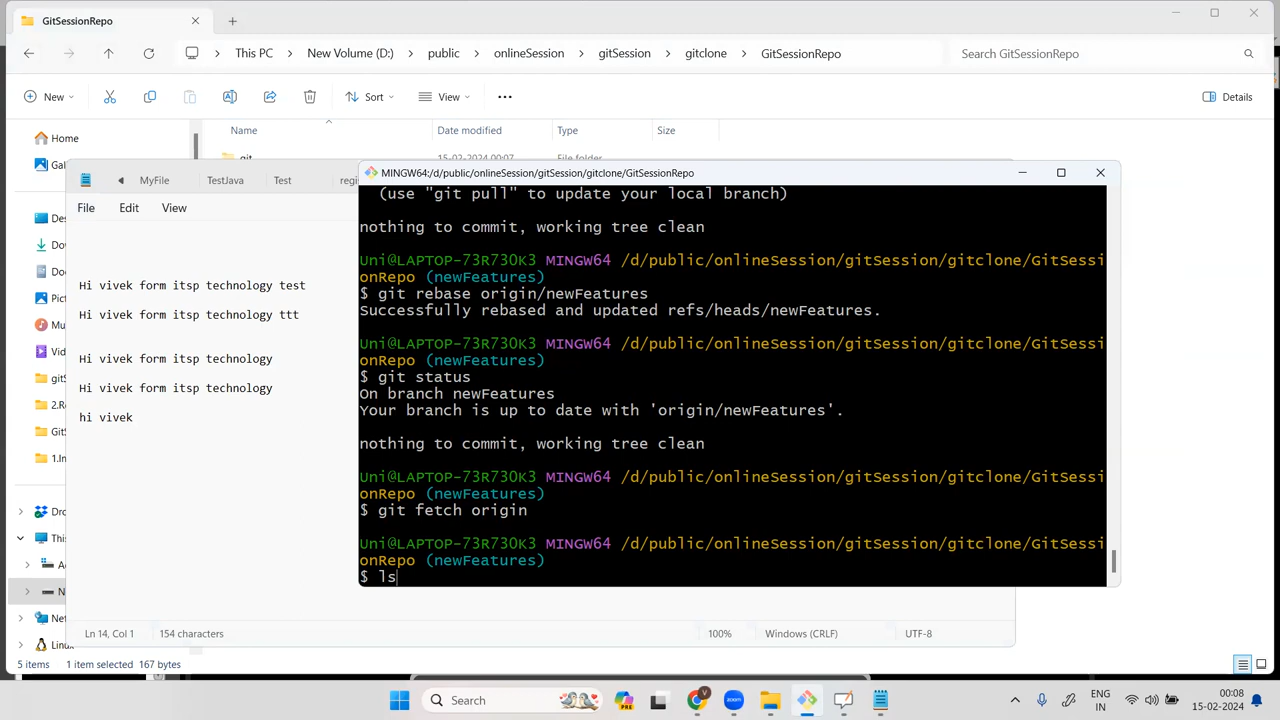 GitSessionRepo
This PC > New Volume (D:) > public > onlineSession > gitSession > gitclone > GitSessionRepo
Search GitSessionRepo
New
Sort
View
Details
Name
Date modified
Type
Size
Home
git
15-02-2024 00:07
File folder
MyFile
TestJava
Test
File
Edit
View
Hi vivek form itsp technology test
Hi vivek form itsp technology ttt
Hi vivek form itsp technology
Hi vivek form itsp technology
hi vivek
Ln 14, Col 1
154 characters
100%
Windows (CRLF)
UTF-8
MINGW64:/d/public/onlineSession/gitSession/gitclone/GitSessionRepo
(use "git pull" to update your local branch)
nothing to commit, working tree clean
Uni@LAPTOP-73R730K3 MINGW64 /d/public/onlineSession/gitSession/gitclone/GitSessi
onRepo (newFeatures)
$ git rebase origin/newFeatures
Successfully rebased and updated refs/heads/newFeatures.
Uni@LAPTOP-73R730K3 MINGW64 /d/public/onlineSession/gitSession/gitclone/GitSessi
onRepo (newFeatures)
$ git status
On branch newFeatures
Your branch is up to date with 'origin/newFeatures'.
nothing to commit, working tree clean
Uni@LAPTOP-73R730K3 MINGW64 /d/public/onlineSession/gitSession/gitclone/GitSessi
onRepo (newFeatures)
$ git fetch origin
Uni@LAPTOP-73R730K3 MINGW64 /d/public/onlineSession/gitSession/gitclone/GitSessi
onRepo (newFeatures)
$ ls
5 items
1 item selected 167 bytes
Search
ENG
IN
00:08
15-02-2024